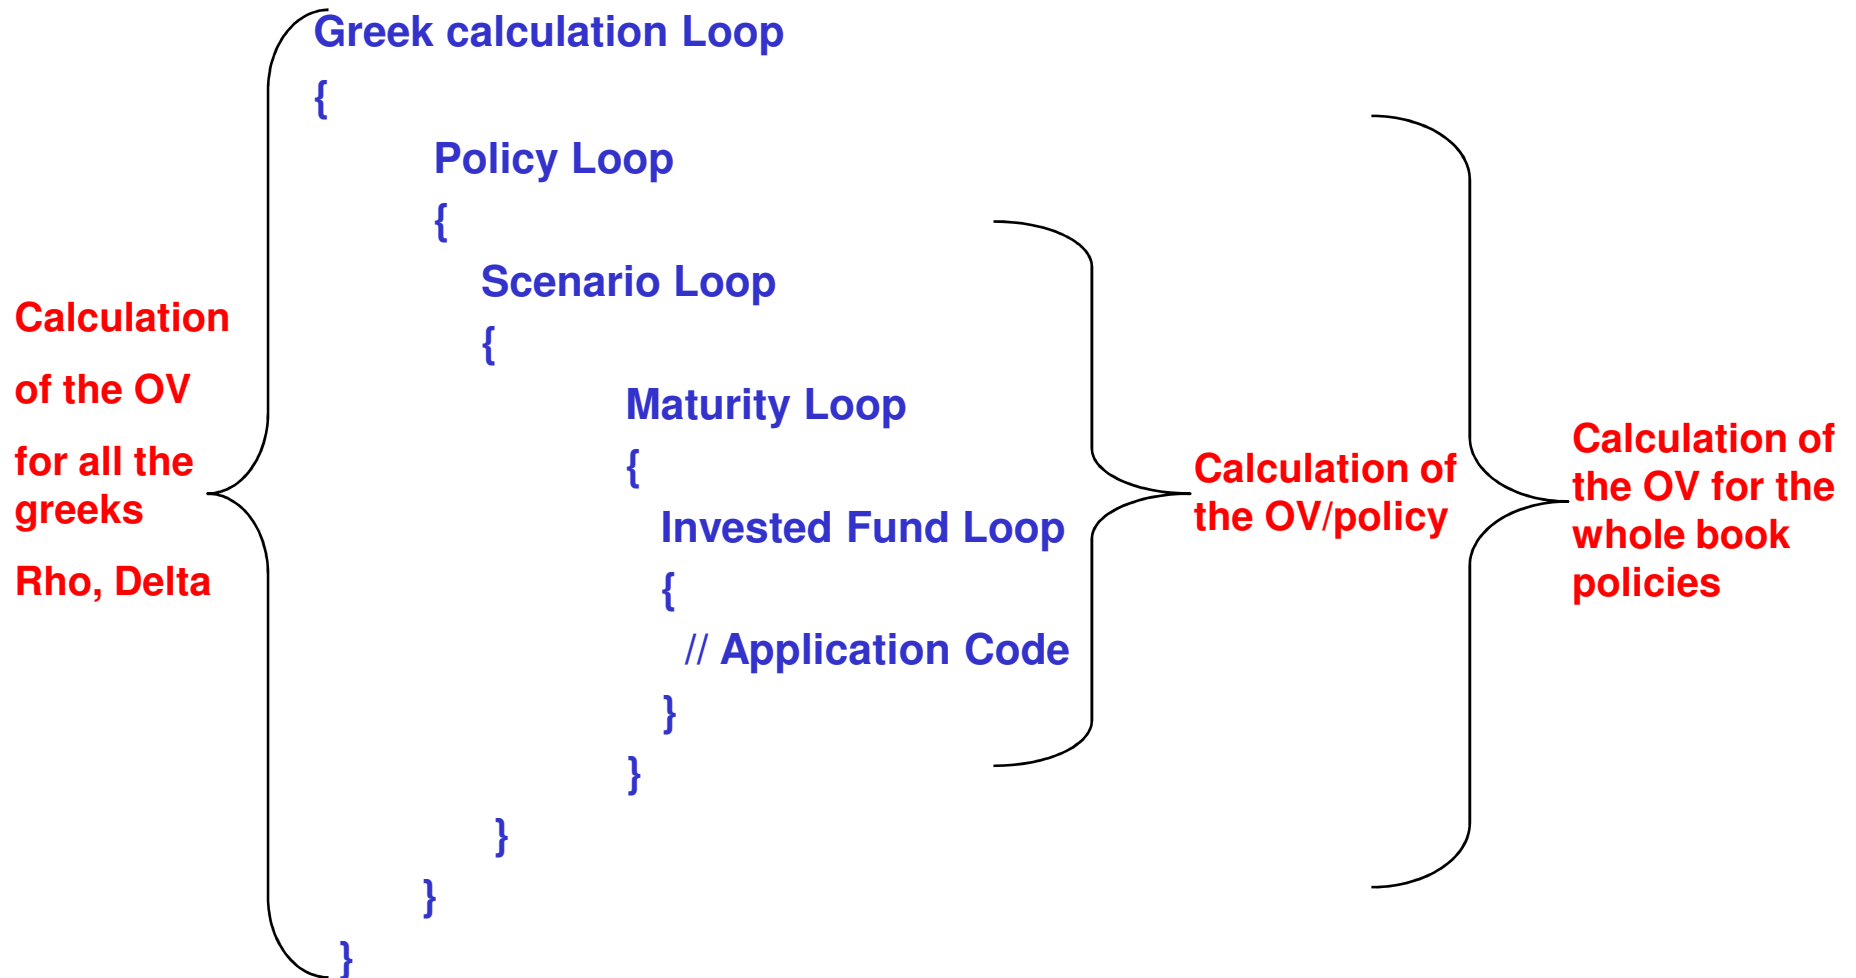 Greek calculation Loop
{
Policy Loop
{
Scenario Loop
{
Maturity Loop
{
Invested Fund Loop
{
// Application Code
}
}
}
}
}
Calculation
of the OV
for all the
greeks
Rho, Delta
Calculation of
the OV/policy
Calculation of
the OV for the
whole book
policies